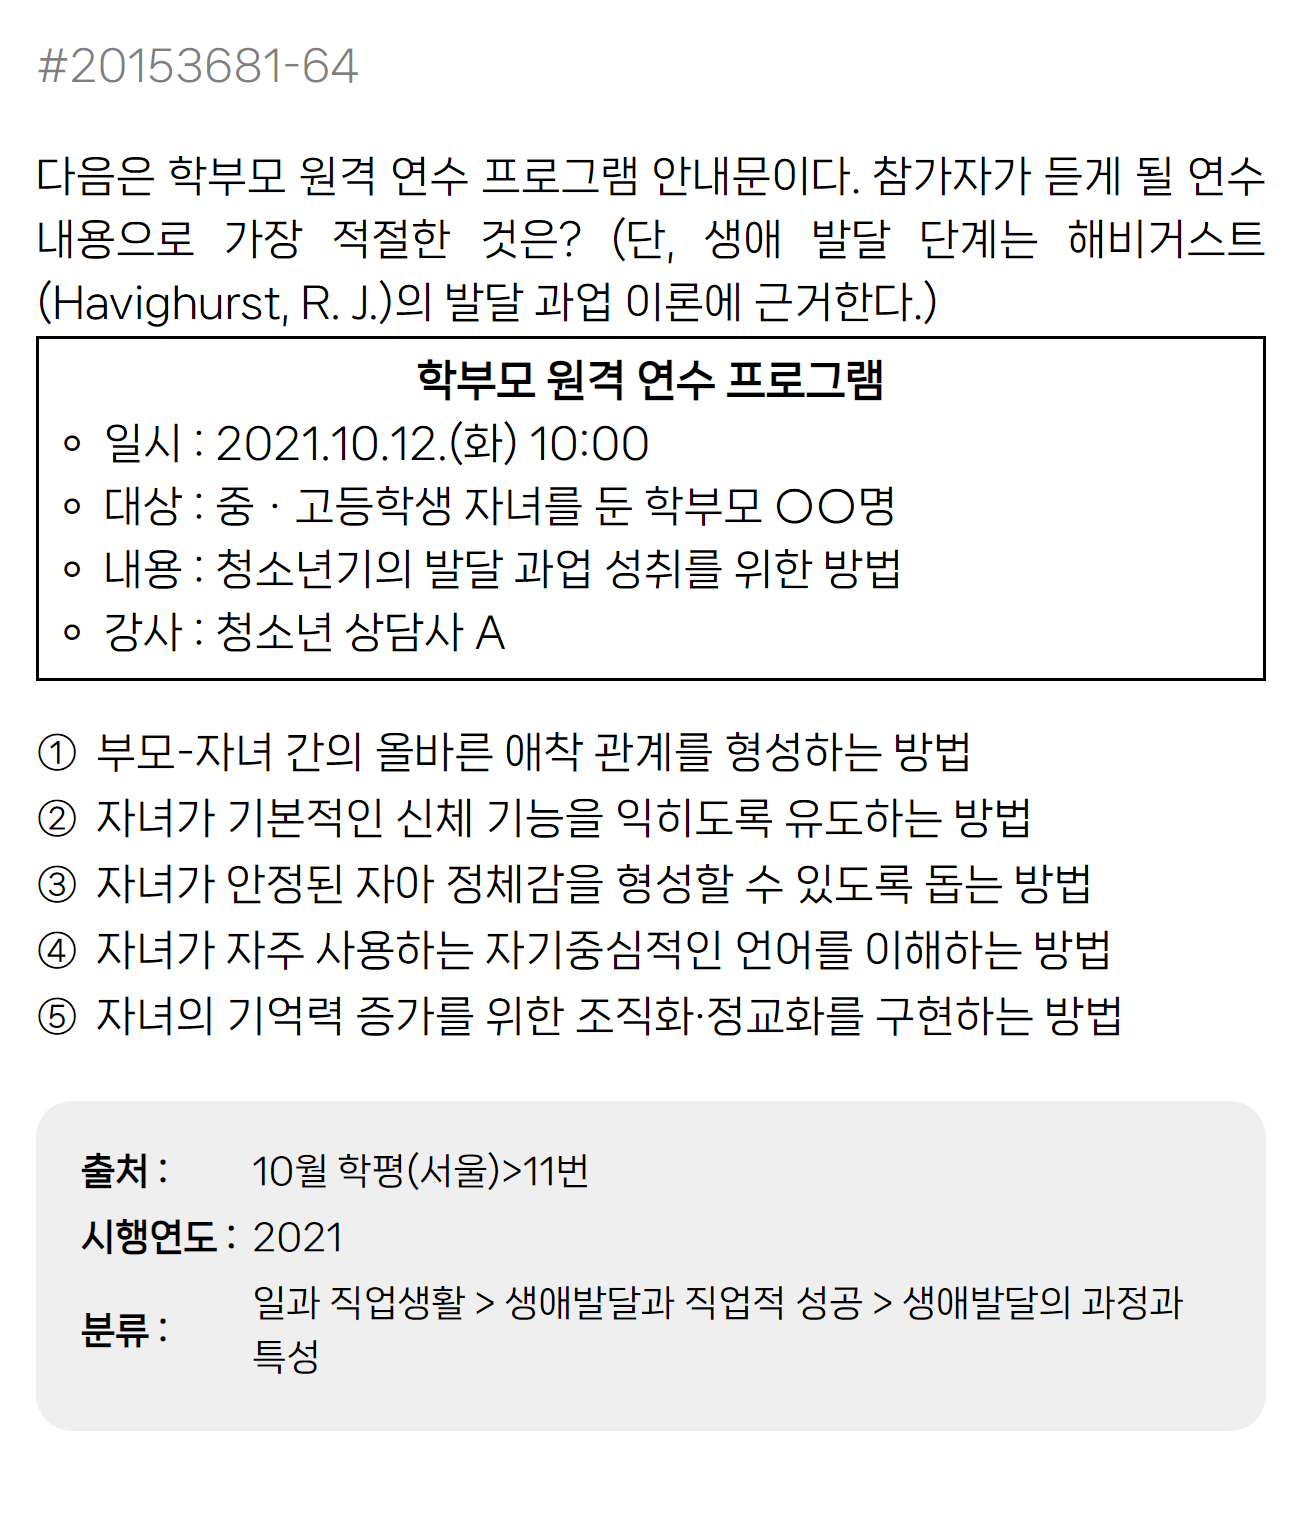 #20153681-64
다음은 학부모 원격 연수 프로그램 안내문이다. 참가자가 듣게 될 연수
내용으로 가장 적절한 것은? (단, 생애 발달 단계는 해비거스트
(Havighurst, R. J.)의 발달 과업 이론에 근거한다.)
학부모 원격 연수 프로그램
∘ 일시 : 2021.10.12.(화) 10:00
∘ 대상 : 중ㆍ고등학생 자녀를 둔 학부모 ○○명
∘ 내용 : 청소년기의 발달 과업 성취를 위한 방법
∘ 강사 : 청소년 상담사 A
① 부모-자녀 간의 올바른 애착 관계를 형성하는 방법
② 자녀가 기본적인 신체 기능을 익히도록 유도하는 방법
③ 자녀가 안정된 자아 정체감을 형성할 수 있도록 돕는 방법
④ 자녀가 자주 사용하는 자기중심적인 언어를 이해하는 방법
⑤ 자녀의 기억력 증가를 위한 조직화·정교화를 구현하는 방법
출처 : 10월 학평(서울)>11번
시행연도 : 2021
분류 : 일과 직업생활 > 생애발달과 직업적 성공 > 생애발달의 과정과
특성